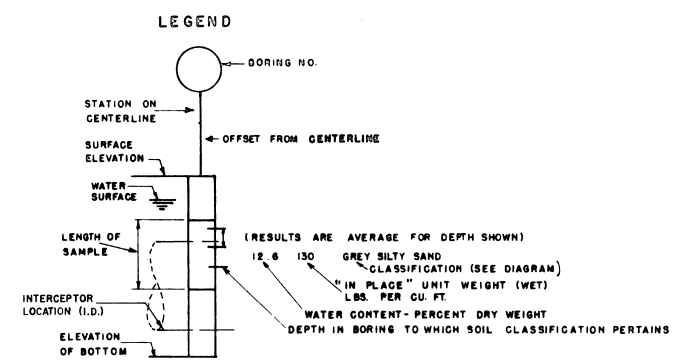 LEGEND
BORING NO.
STATION ON
CENTERLINE
OFFSET FROM CENTERLINE
SURFACE
ELEVATION
WATER
SURFACE
LENGTH OF
SAMPLE
(RESULTS ARE AVERAGE FOR DEPTH SHOWN)
12.6 130 GREY SILTY SAND
CLASSIFICATION (SEE DIAGRAM)
"IN PLACE" UNIT WEIGHT (WET)
LBS. PER CU. FT.
WATER CONTENT- PERCENT DRY WEIGHT
DEPTH IN BORING TO WHICH SOIL CLASSIFICATION PERTAINS
INTERCEPTOR
LOCATION (I.D.)
ELEVATION
OF BOTTOM